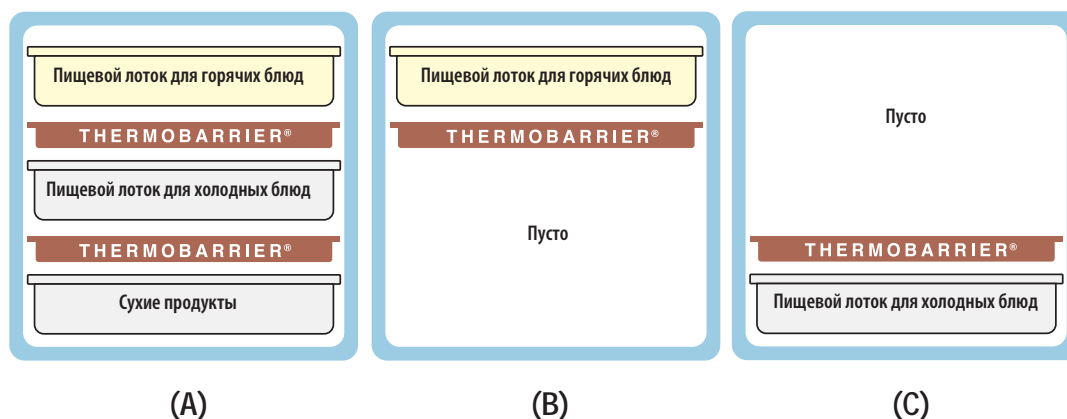 Пищевой лоток для горячих блюд
THERMOBARRIER®
Пищевой лоток для холодных блюд
THERMOBARRIER®
Сухие продукты
(A)
Пищевой лоток для горячих блюд
THERMOBARRIER®
Пусто
(B)
Пусто
THERMOBARRIER®
Пищевой лоток для холодных блюд
(C)